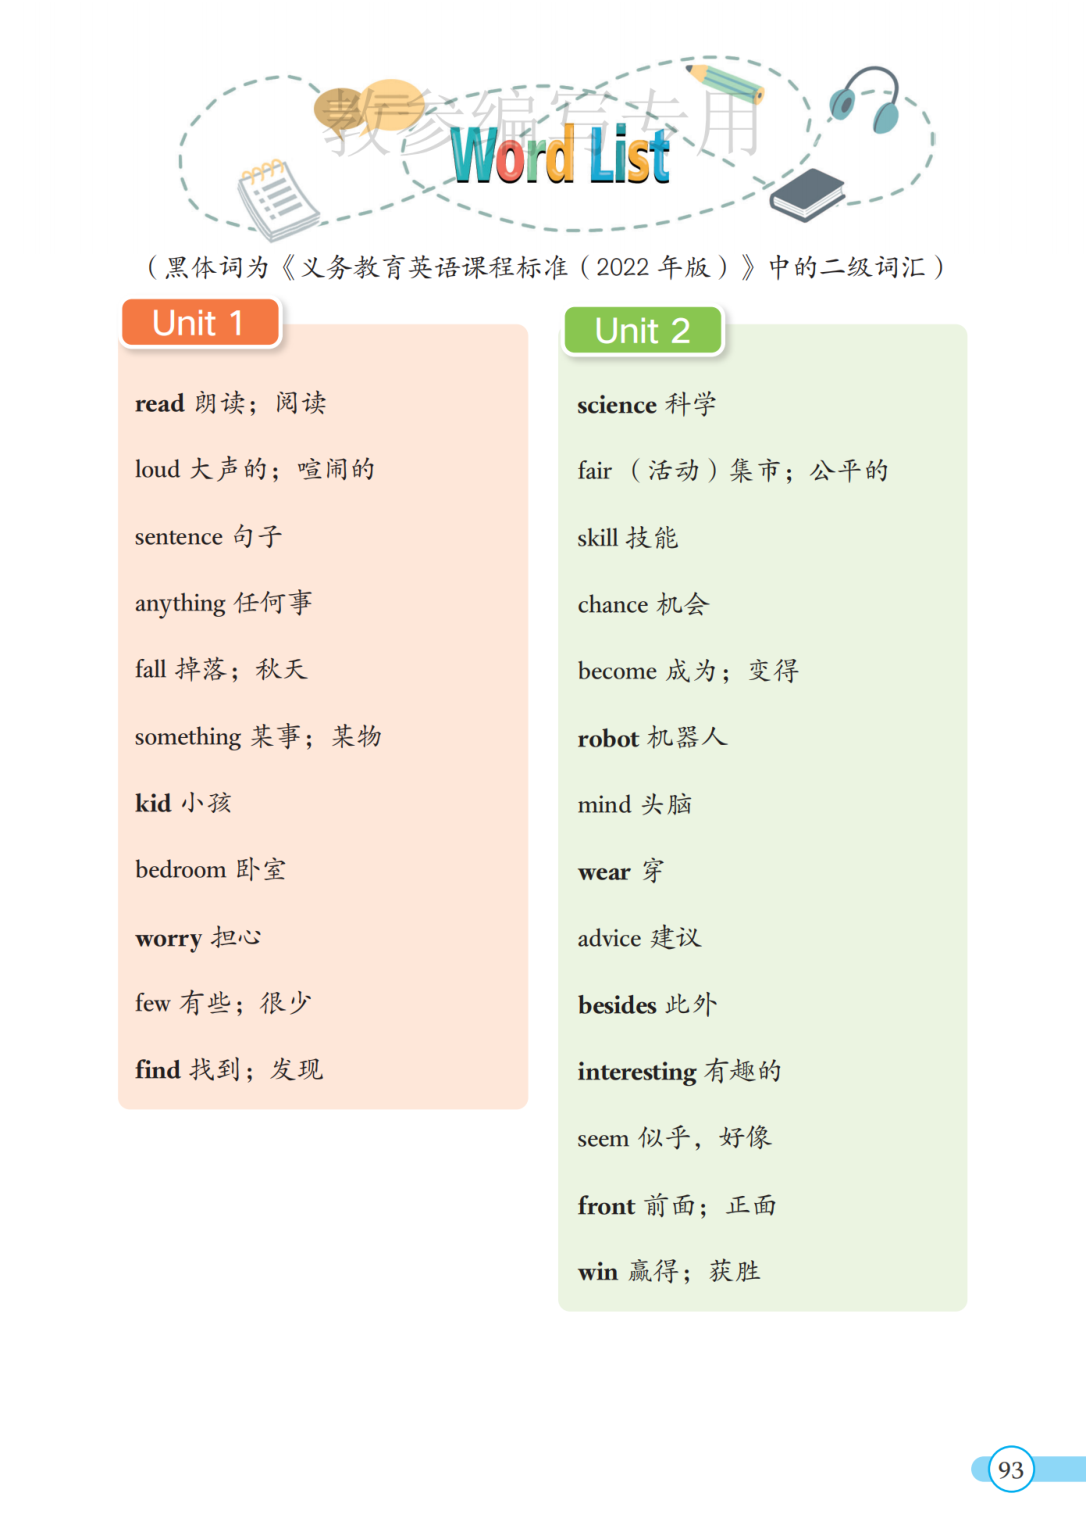 教参编写专用
Word List
（黑体词为《义务教育英语课程标准（2022 年版）》中的二级词汇）
Unit 1
read 朗读；阅读
loud 大声的；喧闹的
sentence 句子
anything 任何事
fall 掉落；秋天
something 某事；某物
kid 小孩
bedroom 卧室
worry 担心
few 有些；很少
find 找到；发现
Unit 2
science 科学
fair （活动）集市；公平的
skill 技能
chance 机会
become 成为；变得
robot 机器人
mind 头脑
wear 穿
advice 建议
besides 此外
interesting 有趣的
seem 似乎，好像
front 前面；正面
win 赢得；获胜
93